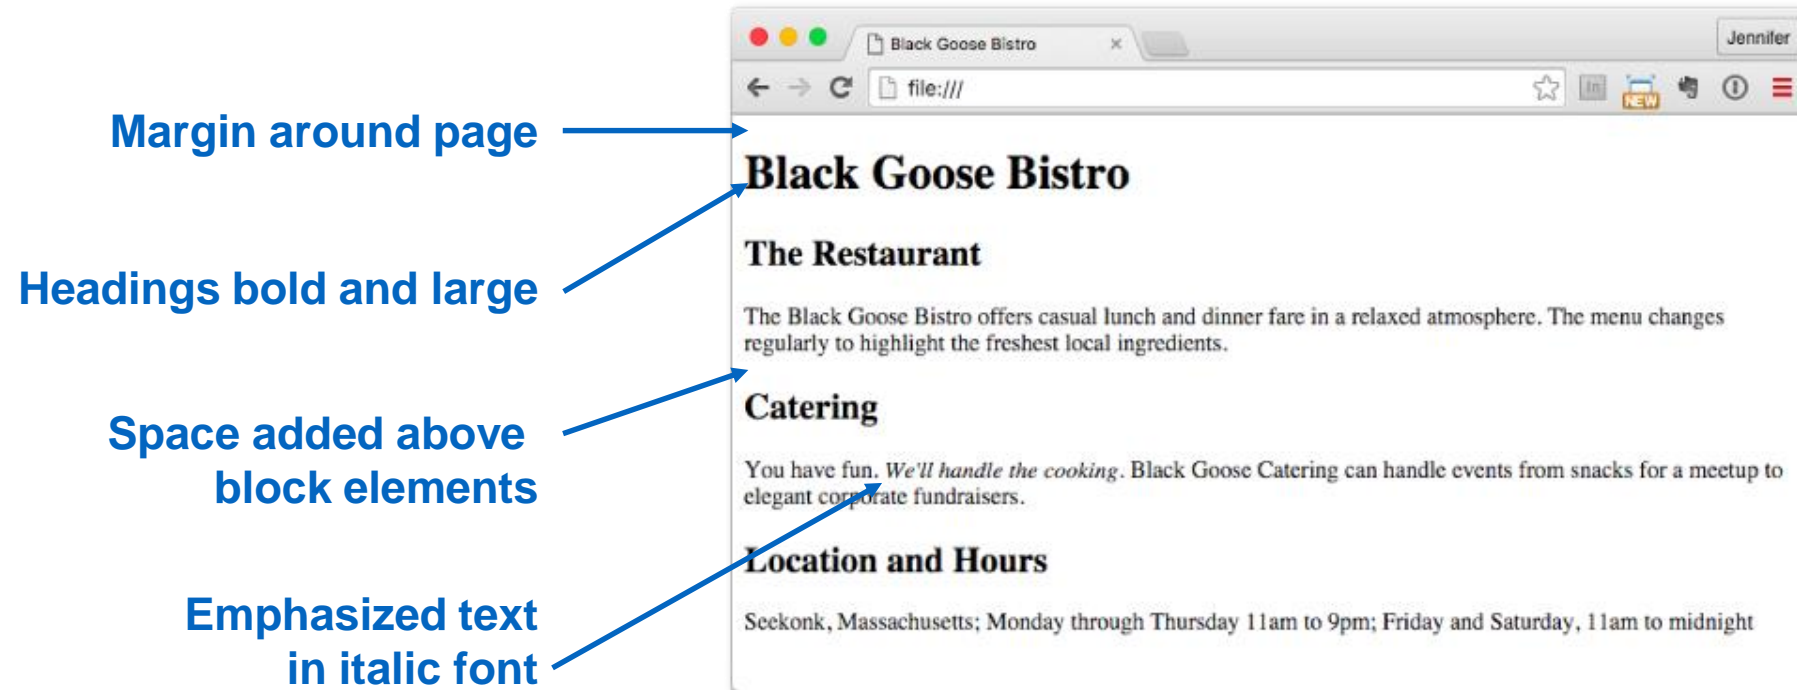 Black Goose Bistro
Jennifer
file:///
In
NEW
Margin around page
Headings bold and large
Space added above
block elements
Emphasized text
in italic font
Black Goose Bistro
The Restaurant
The Black Goose Bistro offers casual lunch and dinner fare in a relaxed atmosphere. The menu changes
regularly to highlight the freshest local ingredients.
Catering
You have fun. We'll handle the cooking. Black Goose Catering can handle events from snacks for a meetup to
elegant corporate fundraisers.
Location and Hours
Seekonk, Massachusetts; Monday through Thursday 11am to 9pm; Friday and Saturday, 11am to midnight